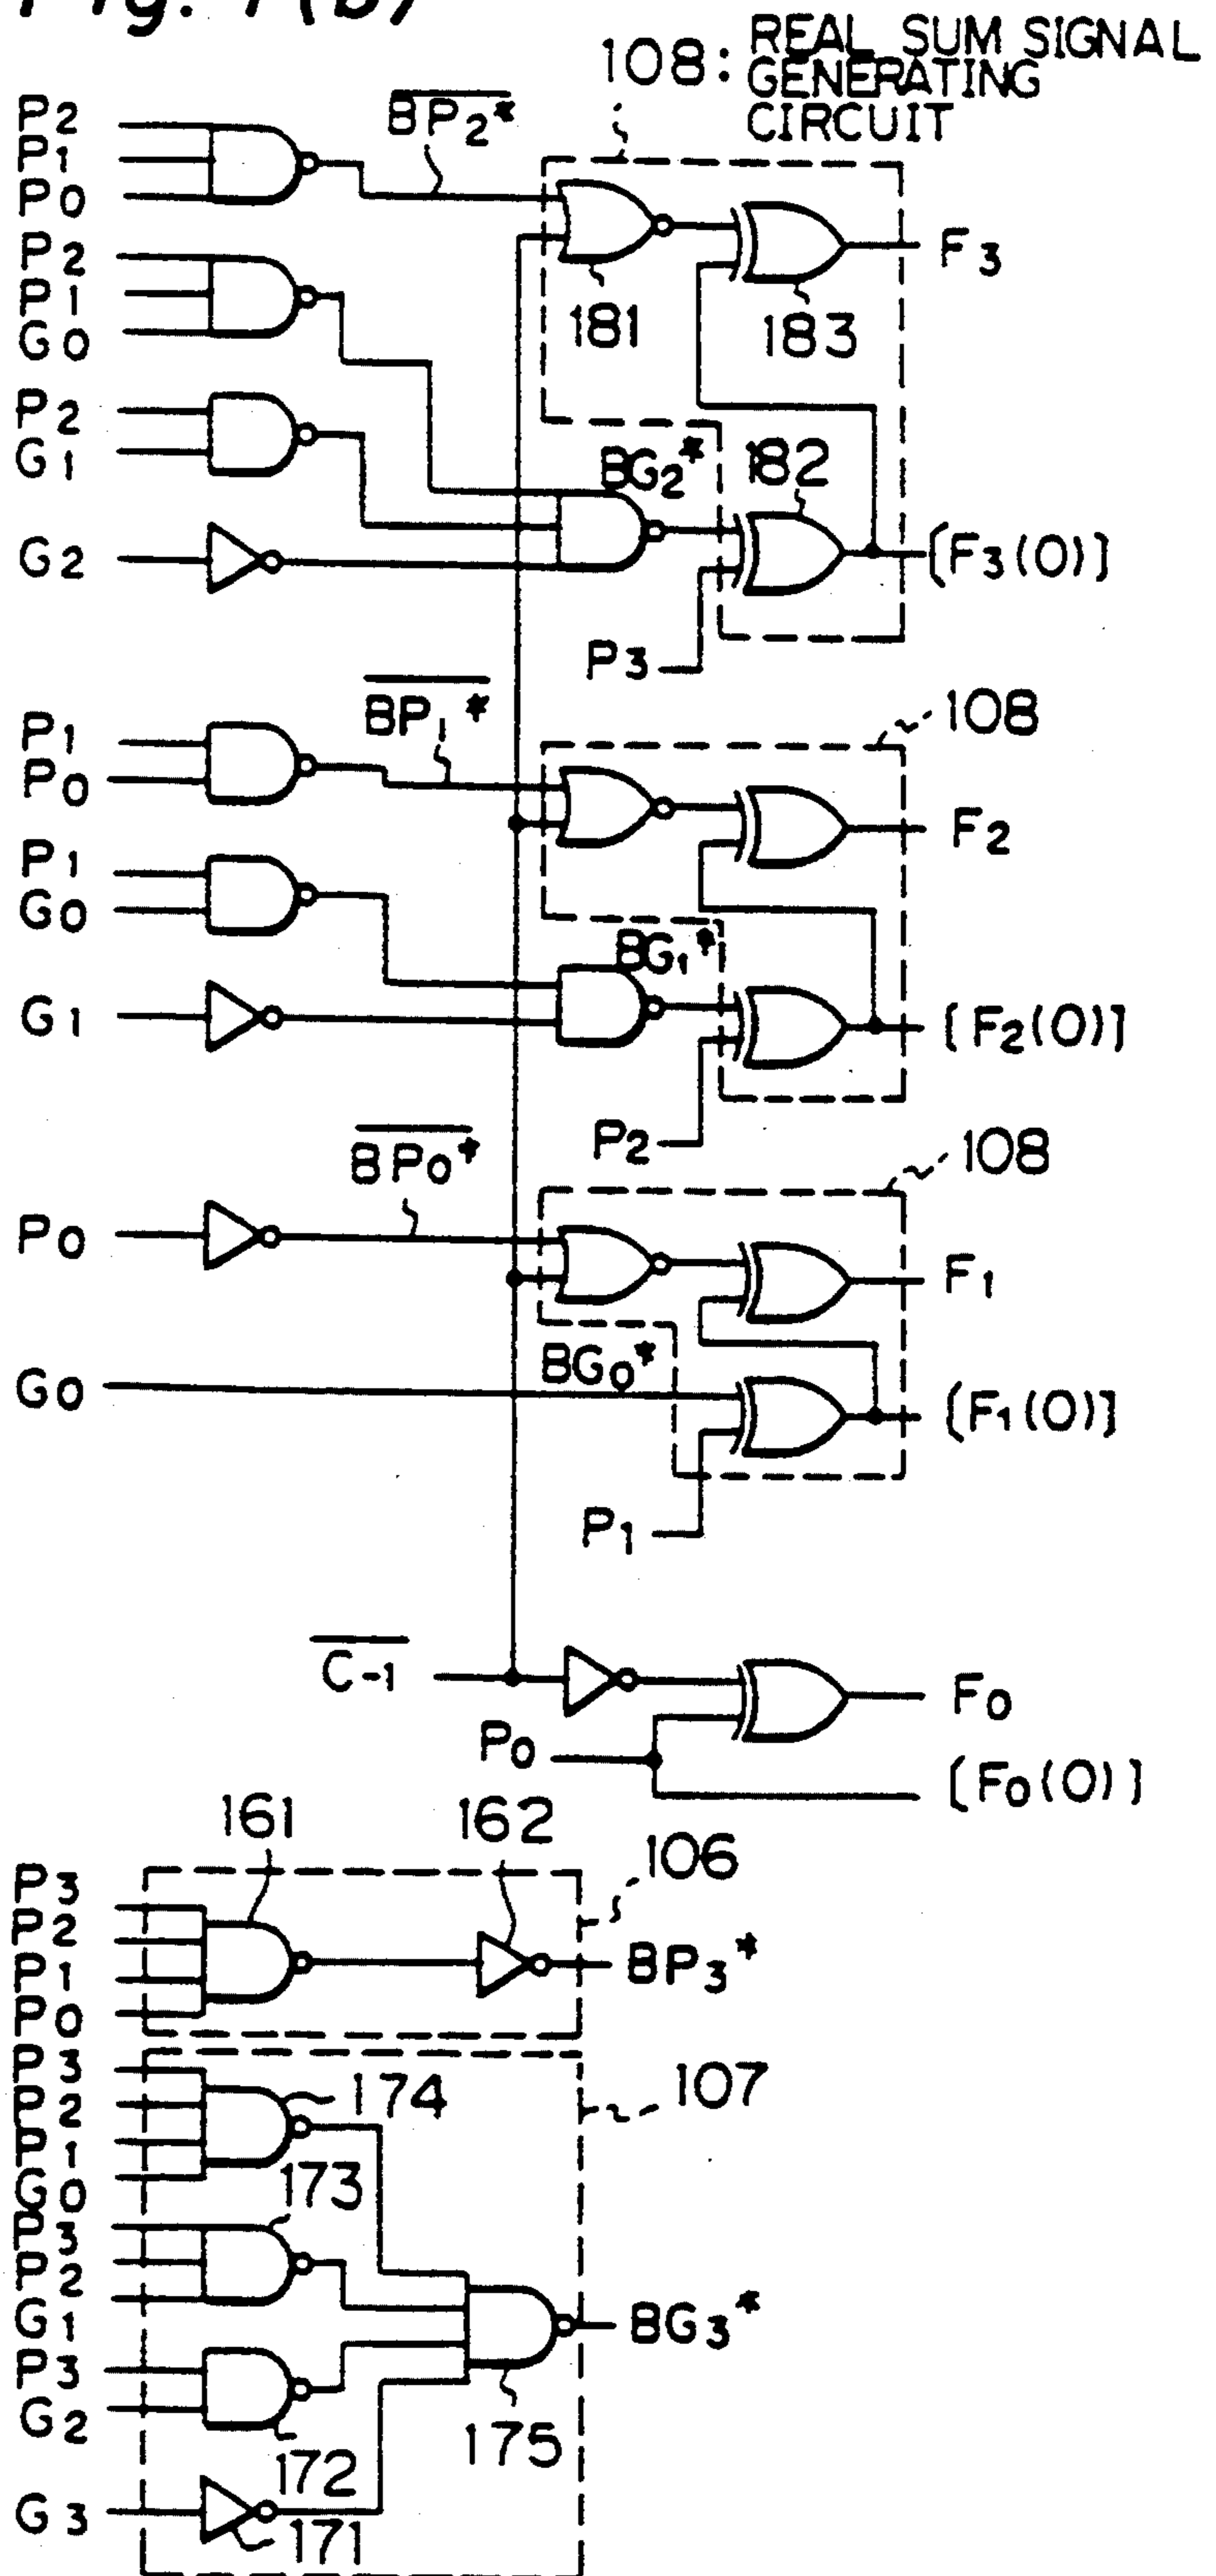 Fig. 7(b)
108: REAL SUM SIGNAL
GENERATING
CIRCUIT
P2
P1
P0
BP2*
F3
181
183
P2
P1
G0
P2
G1
BG2*
182
G2
[F3(0)]
P3
BP1*
108
P1
P0
F2
P1
G0
BG1*
G1
[F2(0)]
P2
BP0*
108
P0
F1
BG0*
G0
[F1(0)]
P1
C-1
F0
P0
[F0(0)]
161
162
106
P3
P2
P1
P0
BP3*
107
P3
P2
P1
G0
174
173
P3
P2
G1
BG3*
P3
G2
175
172
G3
171